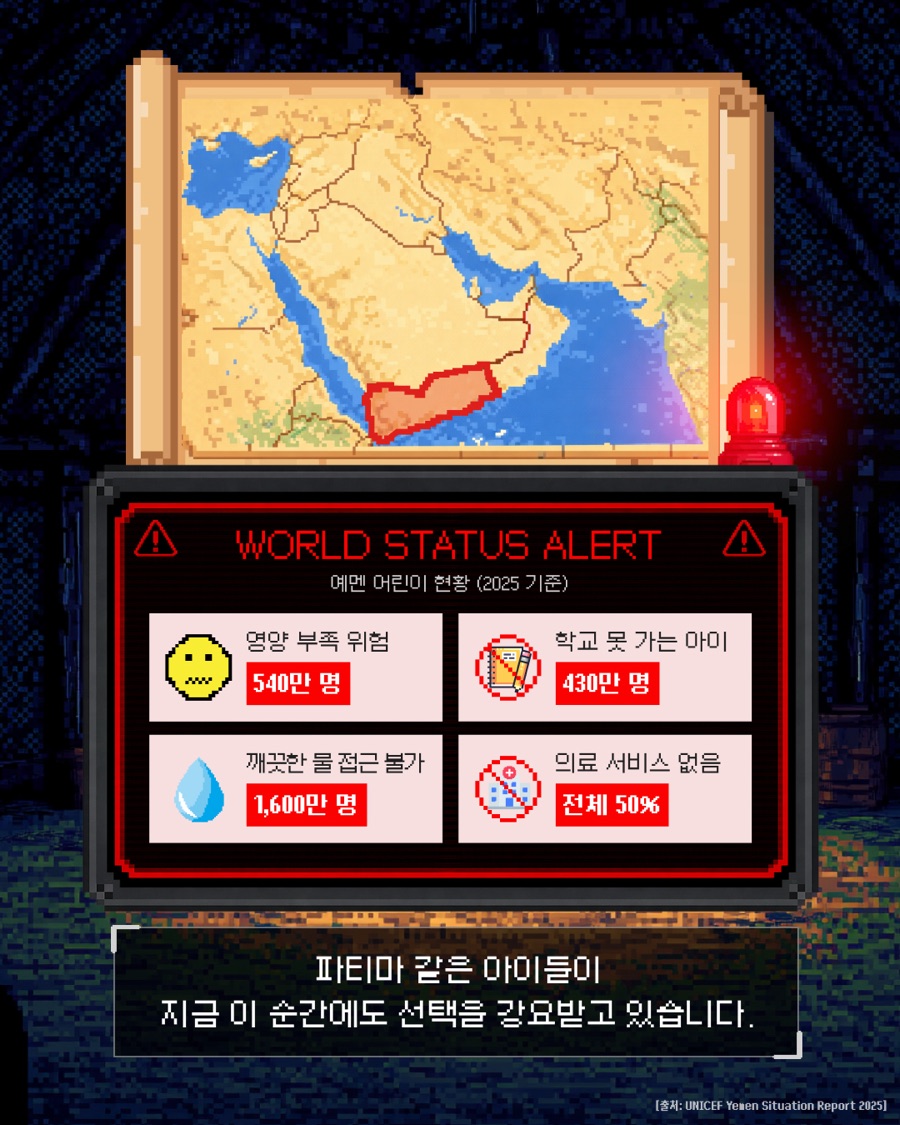 WORLD STATUS ALERT
예멘 어린이 현황 (2025 기준)
영양 부족 위험
540만 명
학교 못 가는 아이
430만 명
깨끗한 물 접근 불가
1,600만 명
의료 서비스 없음
전체 50%
파티마 같은 아이들이
지금 이 순간에도 선택을 강요받고 있습니다.
[출처: UNICEF Yemen Situation Report 2025]